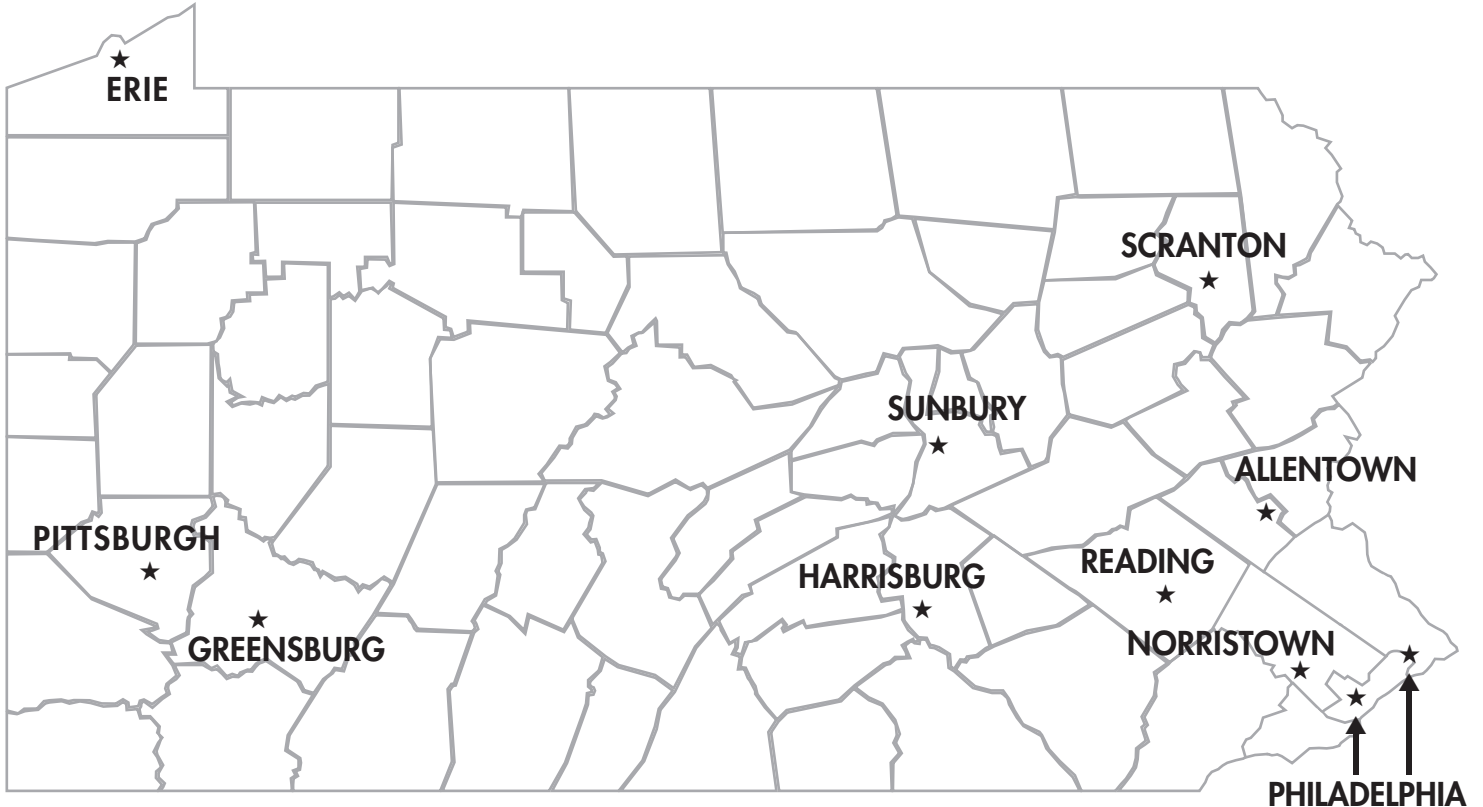 ERIE
SCRANTON
SUNBURY
ALLENTOWN
PITTSBURGH
READING
HARRISBURG
NORRISTOWN
GREENSBURG
PHILADELPHIA